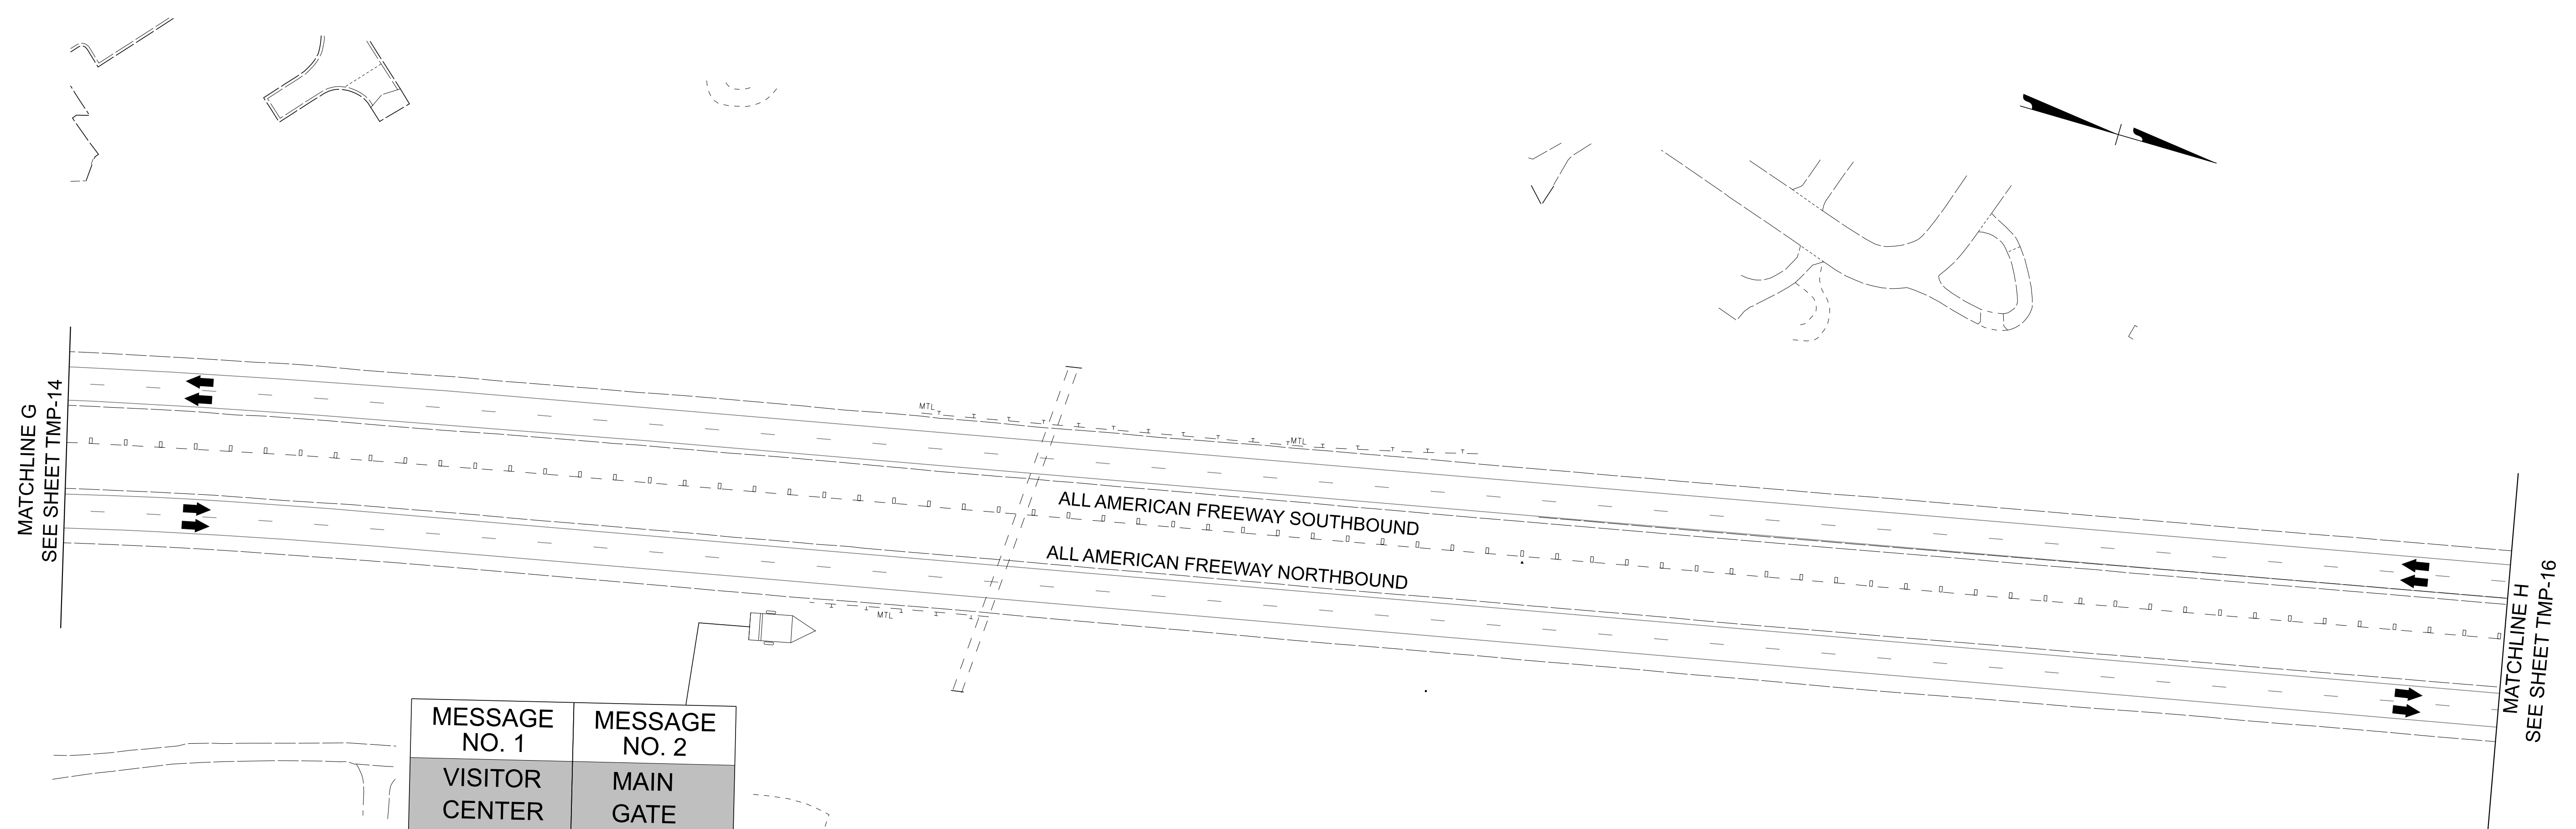 MATCHLINE G
SEE SHEET TMP-14
MTL
MTL
ALL AMERICAN FREEWAY SOUTHBOUND
ALL AMERICAN FREEWAY NORTHBOUND
MTL
MATCHLINE H
SEE SHEET TMP-16
MESSAGE
NO. 1
MESSAGE
NO. 2
VISITOR
CENTER
MAIN
GATE